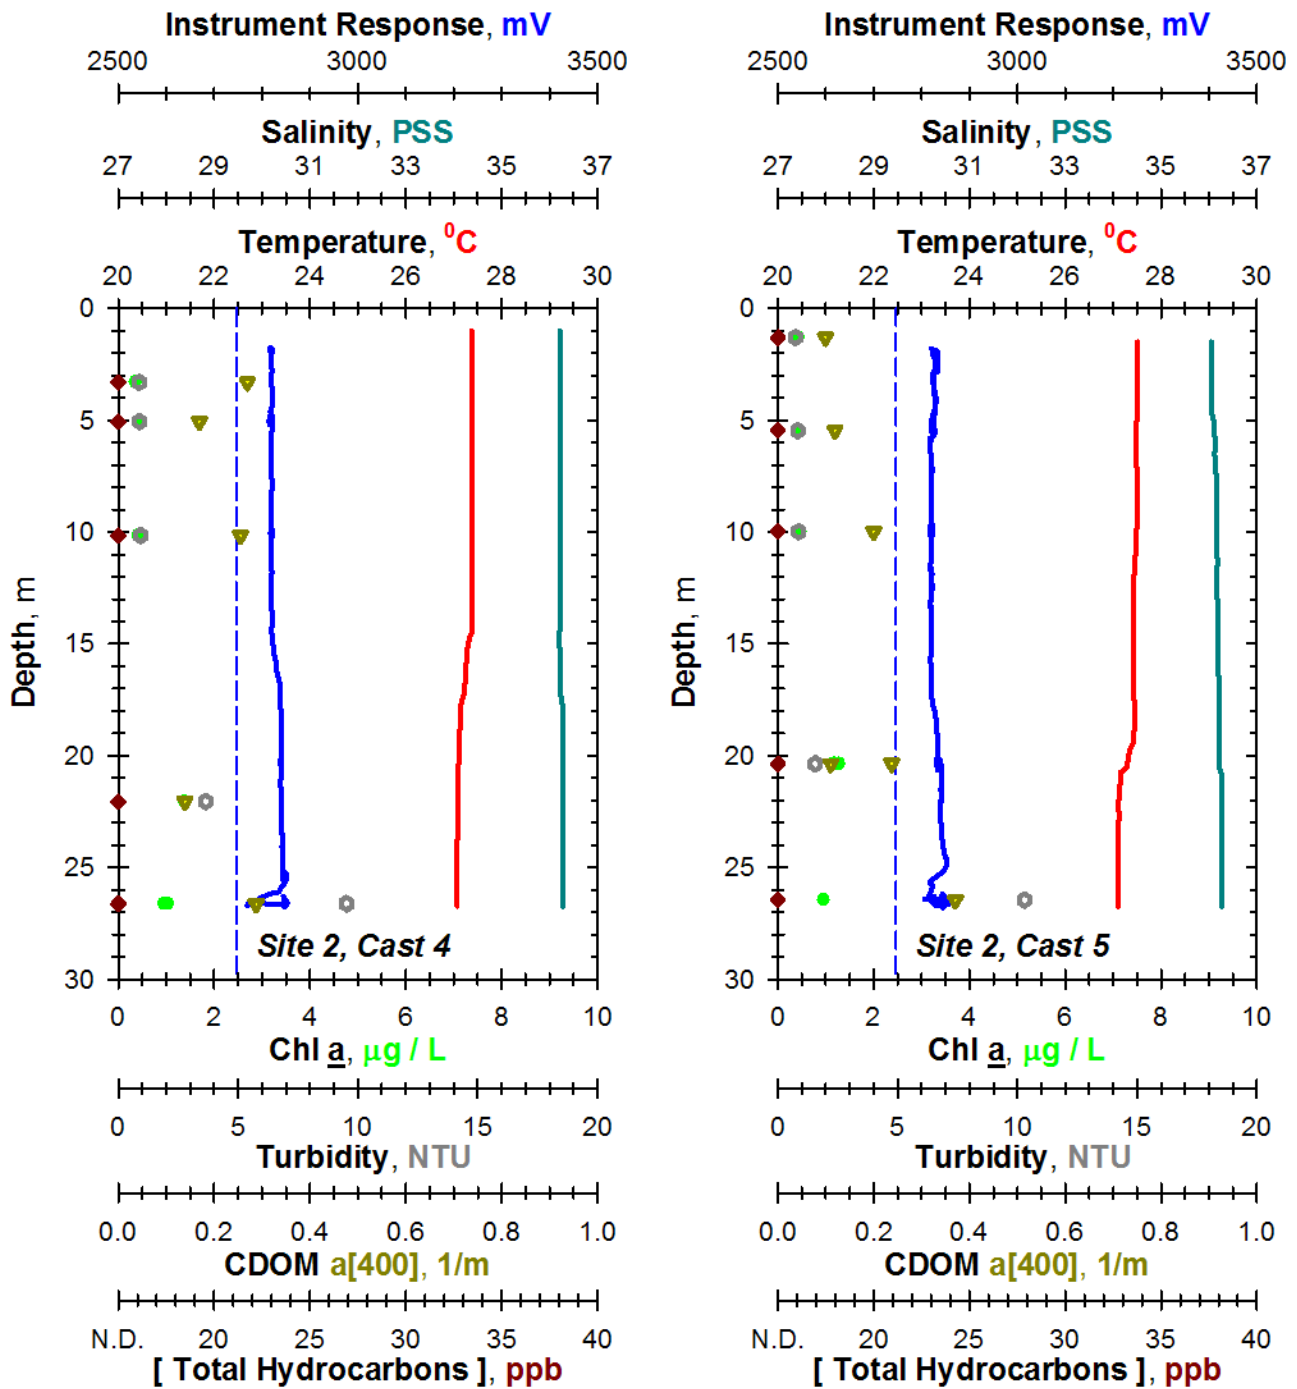 Instrument Response, mV
2500 3000 3500
Salinity, PSS
27 29 31 33 35 37
Temperature, ⁰C
20 22 24 26 28 30
0
5
10
15
20
25
30
Depth, m
Site 2, Cast 4
0 2 4 6 8 10
Chl a, μg / L
0 5 10 15 20
Turbidity, NTU
0.0 0.2 0.4 0.6 0.8 1.0
CDOM a[400], 1/m
N.D. 20 25 30 35 40
[ Total Hydrocarbons ], ppb
Instrument Response, mV
2500 3000 3500
Salinity, PSS
27 29 31 33 35 37
Temperature, ⁰C
20 22 24 26 28 30
0
5
10
15
20
25
30
Depth, m
Site 2, Cast 5
0 2 4 6 8 10
Chl a, μg / L
0 5 10 15 20
Turbidity, NTU
0.0 0.2 0.4 0.6 0.8 1.0
CDOM a[400], 1/m
N.D. 20 25 30 35 40
[ Total Hydrocarbons ], ppb